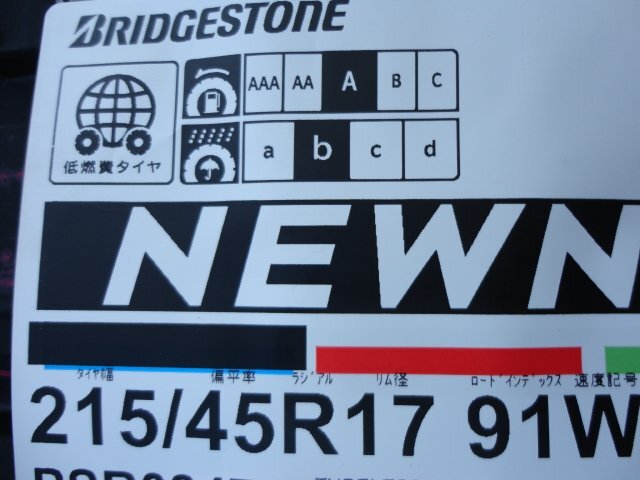 BRIDGESTONE
AAA AA A B C
低燃費タイヤ
a b c d
NEWN
タイヤ幅 偏平率 ラジアル リム径 ロードインデックス 速度記号
215/45R17 91W